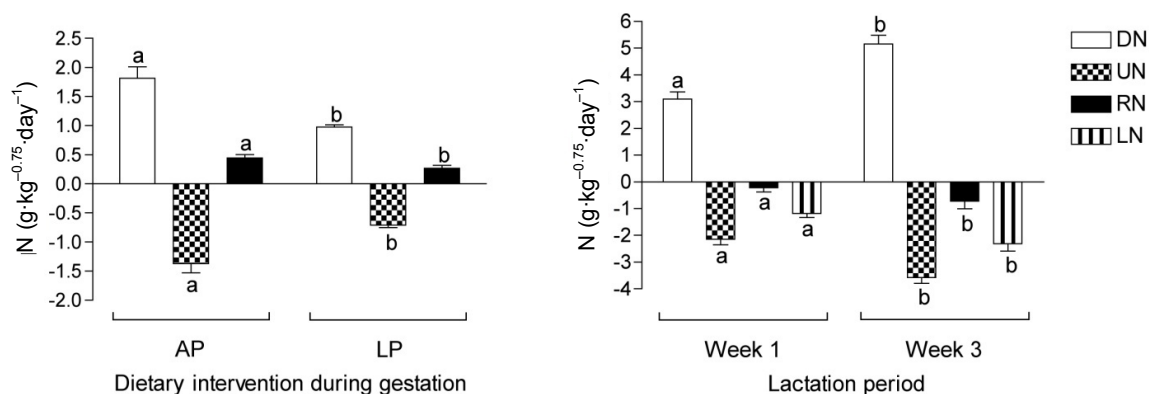 2.5
2.0
1.5
1.0
0.5
0.0
-0.5
-1.0
-1.5
-2.0
N (g·kg⁻⁰·⁷⁵·day⁻¹)
a
a
a
b
b
b
AP LP
Dietary intervention during gestation
6
5
4
3
2
1
0
-1
-2
-3
-4
N (g·kg⁻⁰·⁷⁵·day⁻¹)
a
a
a
a
b
b
b
b
Week 1 Week 3
Lactation period
DN
UN
RN
LN